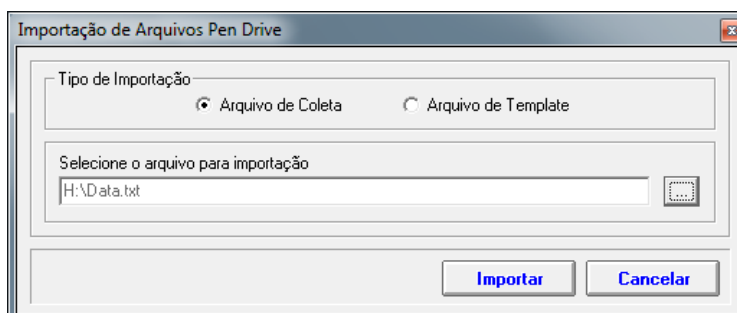 Importação de Arquivos Pen Drive
Tipo de Importação
Arquivo de Coleta Arquivo de Template
Selecione o arquivo para importação
H:\Data.txt ...
Importar Cancelar